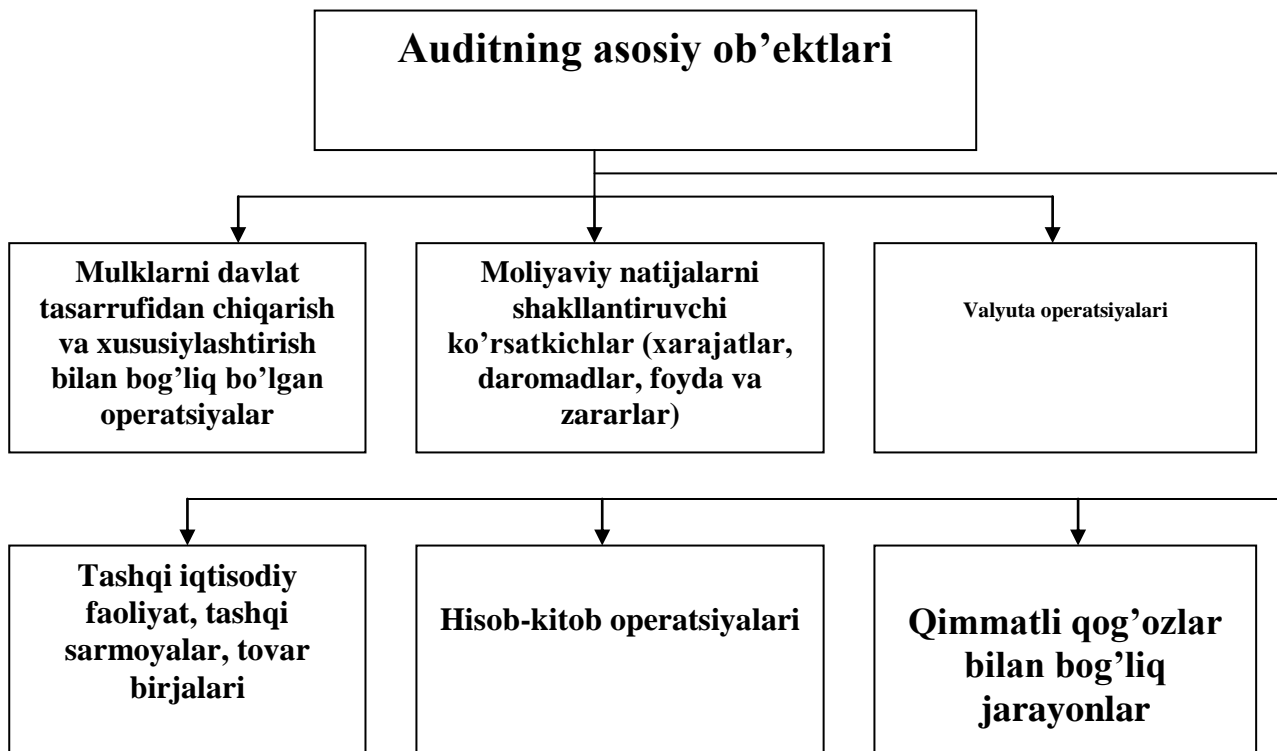 Auditning asosiy ob’ektlari
Mulklarni davlat
tasarrufidan chiqarish
va xususiylashtirish
bilan bog’liq bo’lgan
operatsiyalar
Moliyaviy natijalarni
shakllantiruvchi
ko’rsatkichlar (xarajatlar,
daromadlar, foyda va
zararlar)
Valyuta operatsiyalari
Tashqi iqtisodiy
faoliyat, tashqi
sarmoyalar, tovar
birjalari
Hisob-kitob operatsiyalari
Qimmatli qog’ozlar
bilan bog’liq
jarayonlar